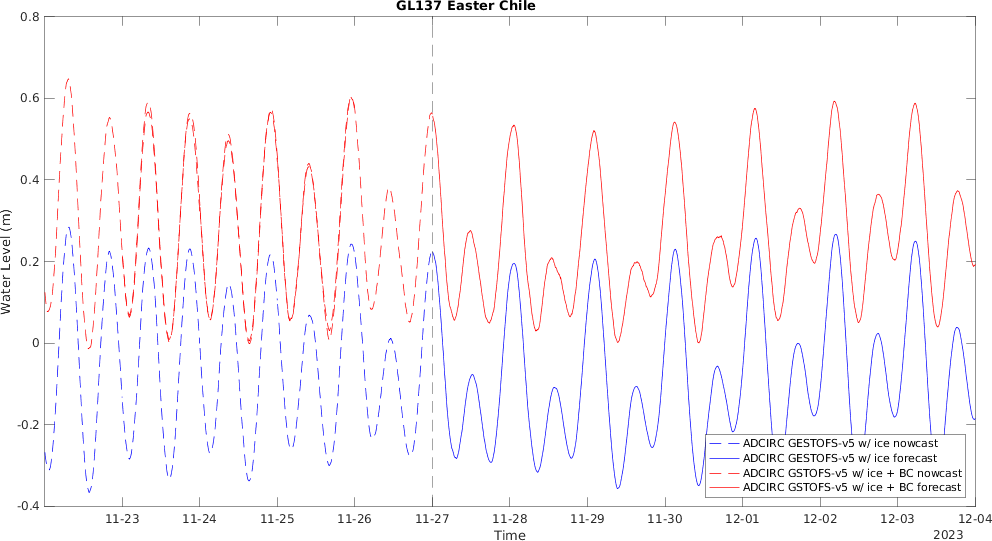 GL137 Easter Chile
0.8
0.6
0.4
0.2
0
-0.2
-0.4
Water Level (m)
ADCIRC GESTOFS-v5 w/ ice nowcast
ADCIRC GESTOFS-v5 w/ ice forecast
ADCIRC GSTOFS-v5 w/ ice + BC nowcast
ADCIRC GSTOFS-v5 w/ ice + BC forecast
11-23 11-24 11-25 11-26 11-27 11-28 11-29 11-30 12-01 12-02 12-03 12-04
Time
2023